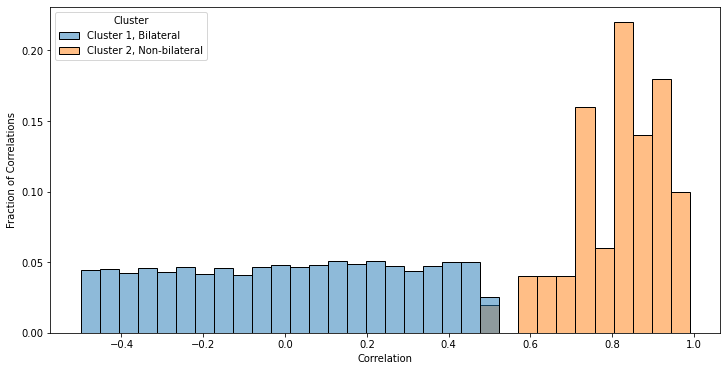 Cluster
Cluster 1, Bilateral
Cluster 2, Non-bilateral
Fraction of Correlations
0.20
0.15
0.10
0.05
0.00
−0.4 −0.2 0.0 0.2 0.4 0.6 0.8 1.0
Correlation